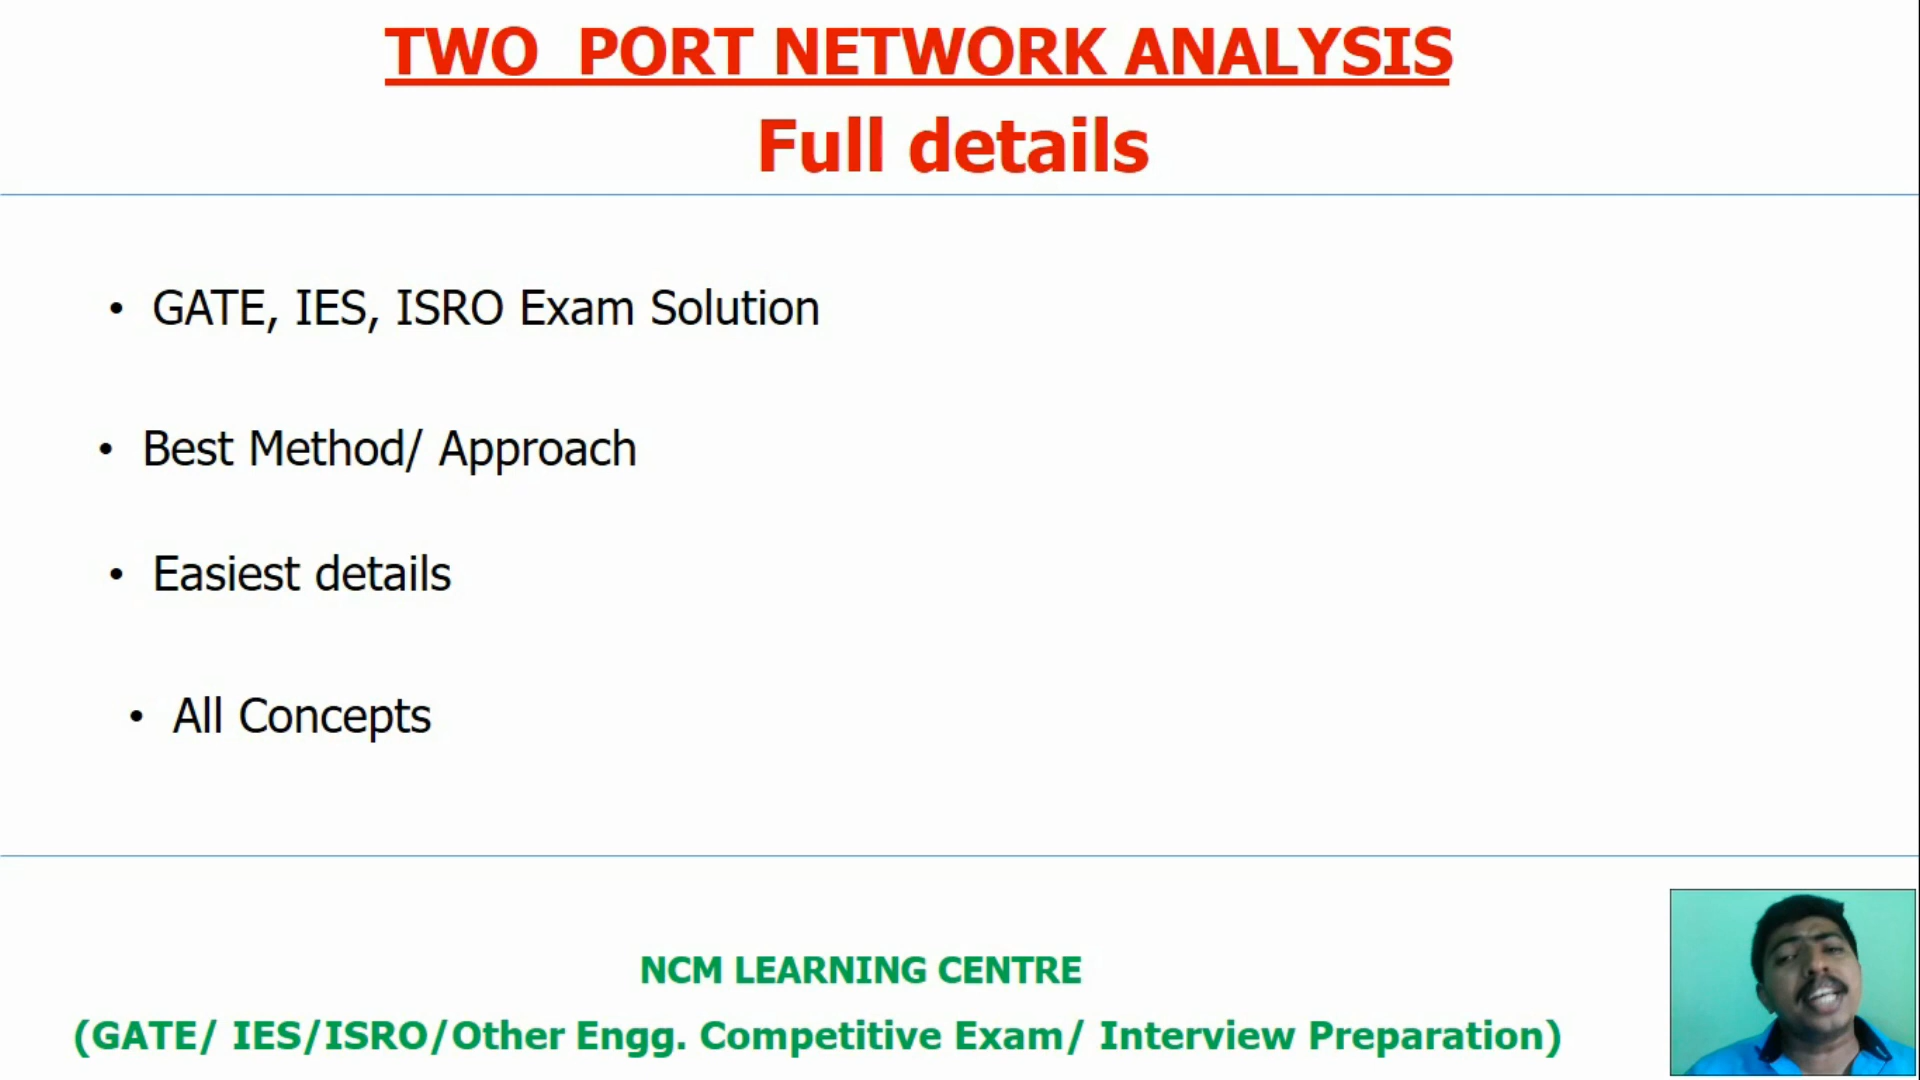 TWO PORT NETWORK ANALYSIS
Full details
• GATE, IES, ISRO Exam Solution
• Best Method/ Approach
• Easiest details
• All Concepts
NCM LEARNING CENTRE
(GATE/ IES/ISRO/Other Engg. Competitive Exam/ Interview Preparation)